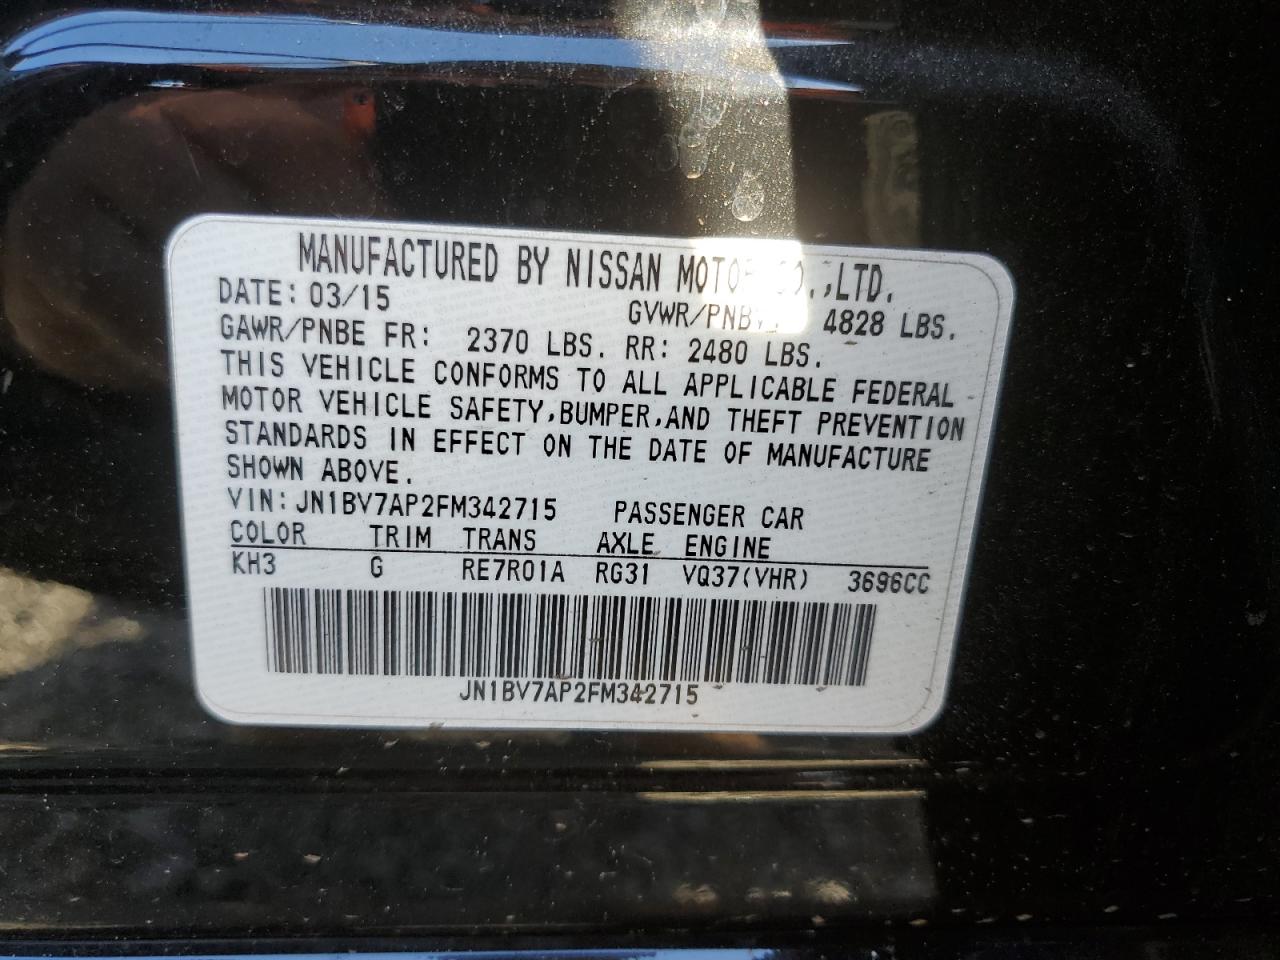 MANUFACTURED BY NISSAN MOTOR CO.,LTD.
DATE: 03/15 GVWR/PNBV: 4828 LBS.
GAWR/PNBE FR: 2370 LBS. RR: 2480 LBS.
THIS VEHICLE CONFORMS TO ALL APPLICABLE FEDERAL
MOTOR VEHICLE SAFETY,BUMPER,AND THEFT PREVENTION
STANDARDS IN EFFECT ON THE DATE OF MANUFACTURE
SHOWN ABOVE.
VIN: JN1BV7AP2FM342715 PASSENGER CAR
COLOR TRIM TRANS AXLE ENGINE
KH3 G RE7R01A RG31 VQ37(VHR) 3696CC
JN1BV7AP2FM342715